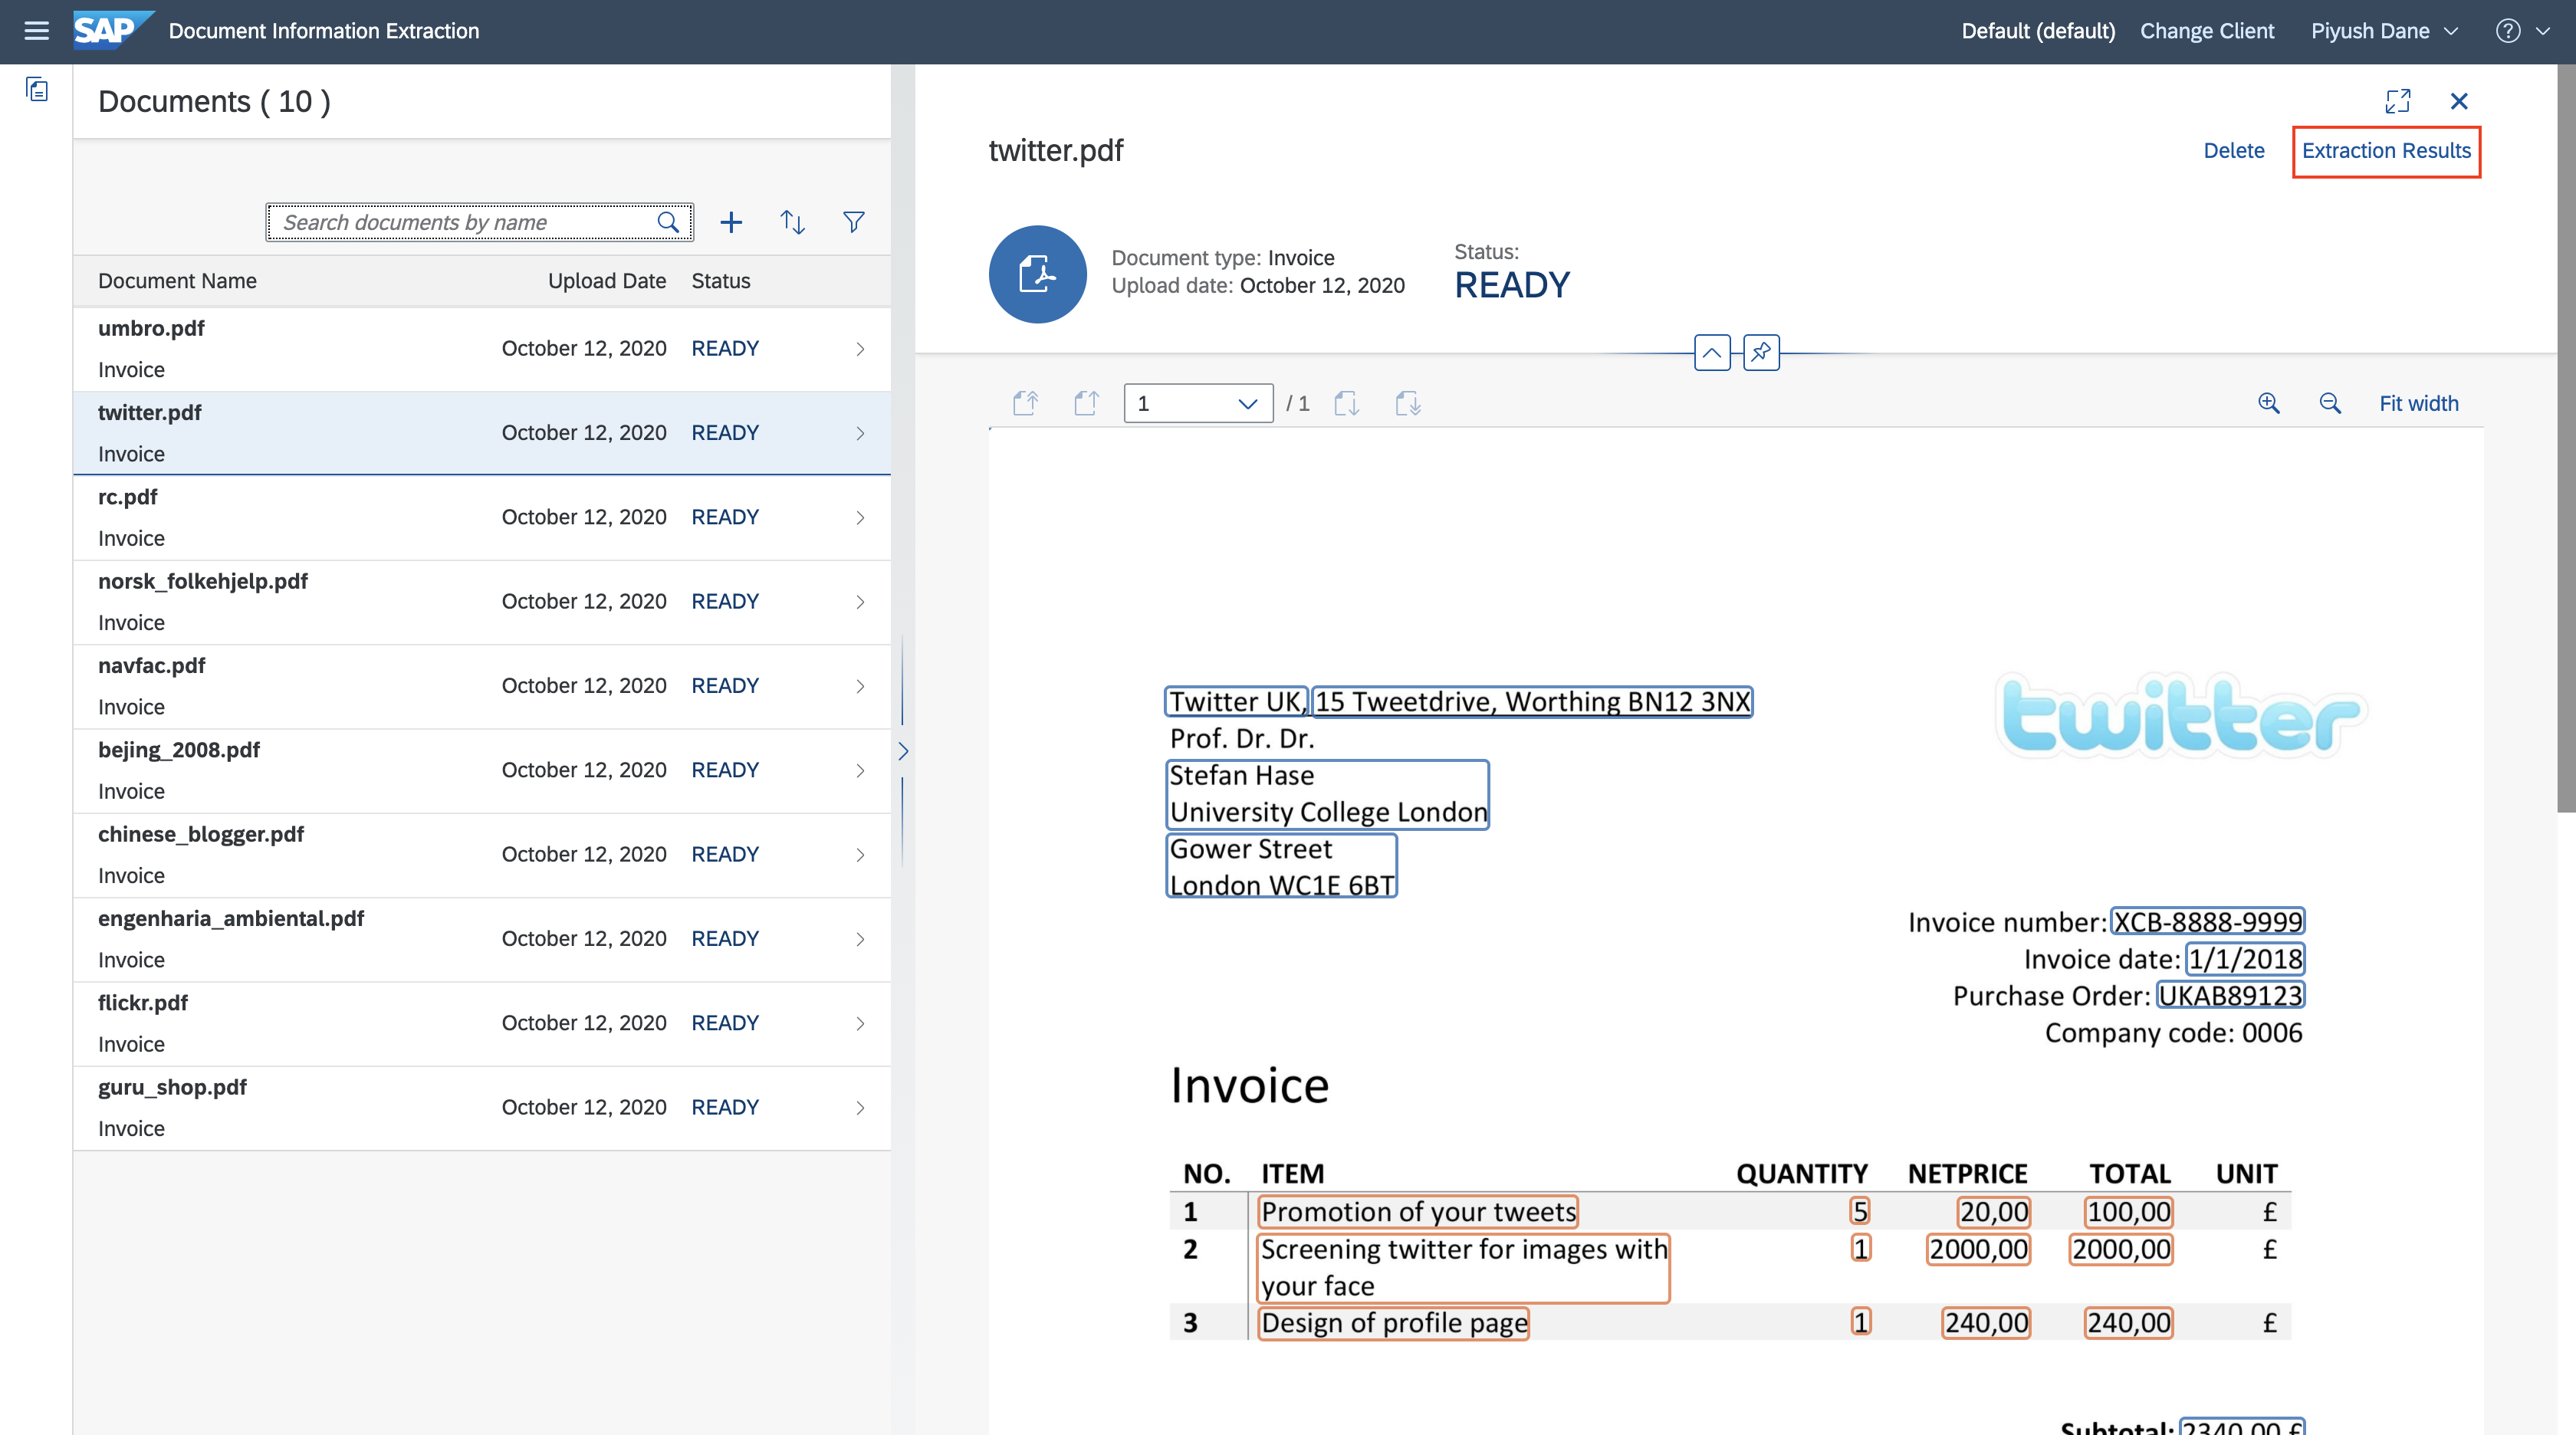 SAP Document Information Extraction Default (default) Change Client Piyush Dane
Documents ( 10 )
Search documents by name
Document Name Upload Date Status
umbro.pdf
October 12, 2020 READY
Invoice
twitter.pdf
October 12, 2020 READY
Invoice
rc.pdf
October 12, 2020 READY
Invoice
norsk_folkehjelp.pdf
October 12, 2020 READY
Invoice
navfac.pdf
October 12, 2020 READY
Invoice
bejing_2008.pdf
October 12, 2020 READY
Invoice
chinese_blogger.pdf
October 12, 2020 READY
Invoice
engenharia_ambiental.pdf
October 12, 2020 READY
Invoice
flickr.pdf
October 12, 2020 READY
Invoice
guru_shop.pdf
October 12, 2020 READY
Invoice
twitter.pdf Delete Extraction Results
Document type: Invoice
Upload date: October 12, 2020
Status:
READY
1 / 1 Fit width
Twitter UK, 15 Tweetdrive, Worthing BN12 3NX
twitter
Prof. Dr. Dr.
Stefan Hase
University College London
Gower Street
London WC1E 6BT
Invoice number: XCB-8888-9999
Invoice date: 1/1/2018
Purchase Order: UKAB89123
Company code: 0006
Invoice
NO. ITEM QUANTITY NETPRICE TOTAL UNIT
1 Promotion of your tweets 5 20,00 100,00 £
2 Screening twitter for images with 1 2000,00 2000,00 £
your face
3 Design of profile page 1 240,00 240,00 £
Subtotal: 2340,00 £